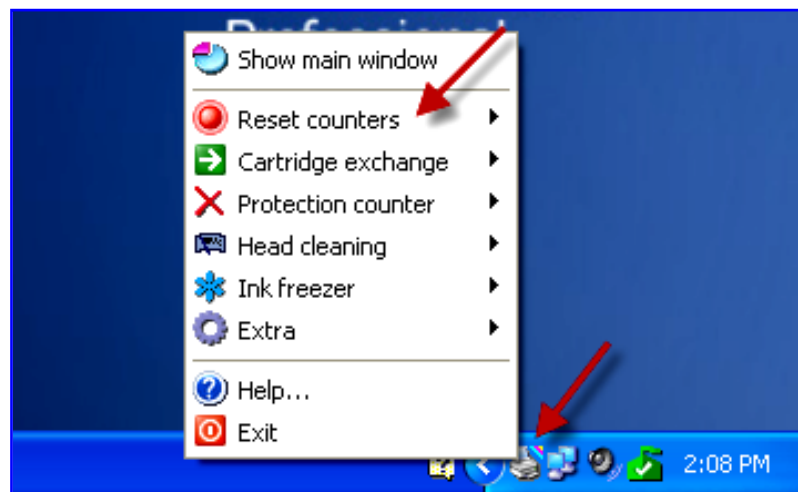 Professional
Show main window
Reset counters
Cartridge exchange
Protection counter
Head cleaning
Ink freezer
Extra
Help...
Exit
2:08 PM